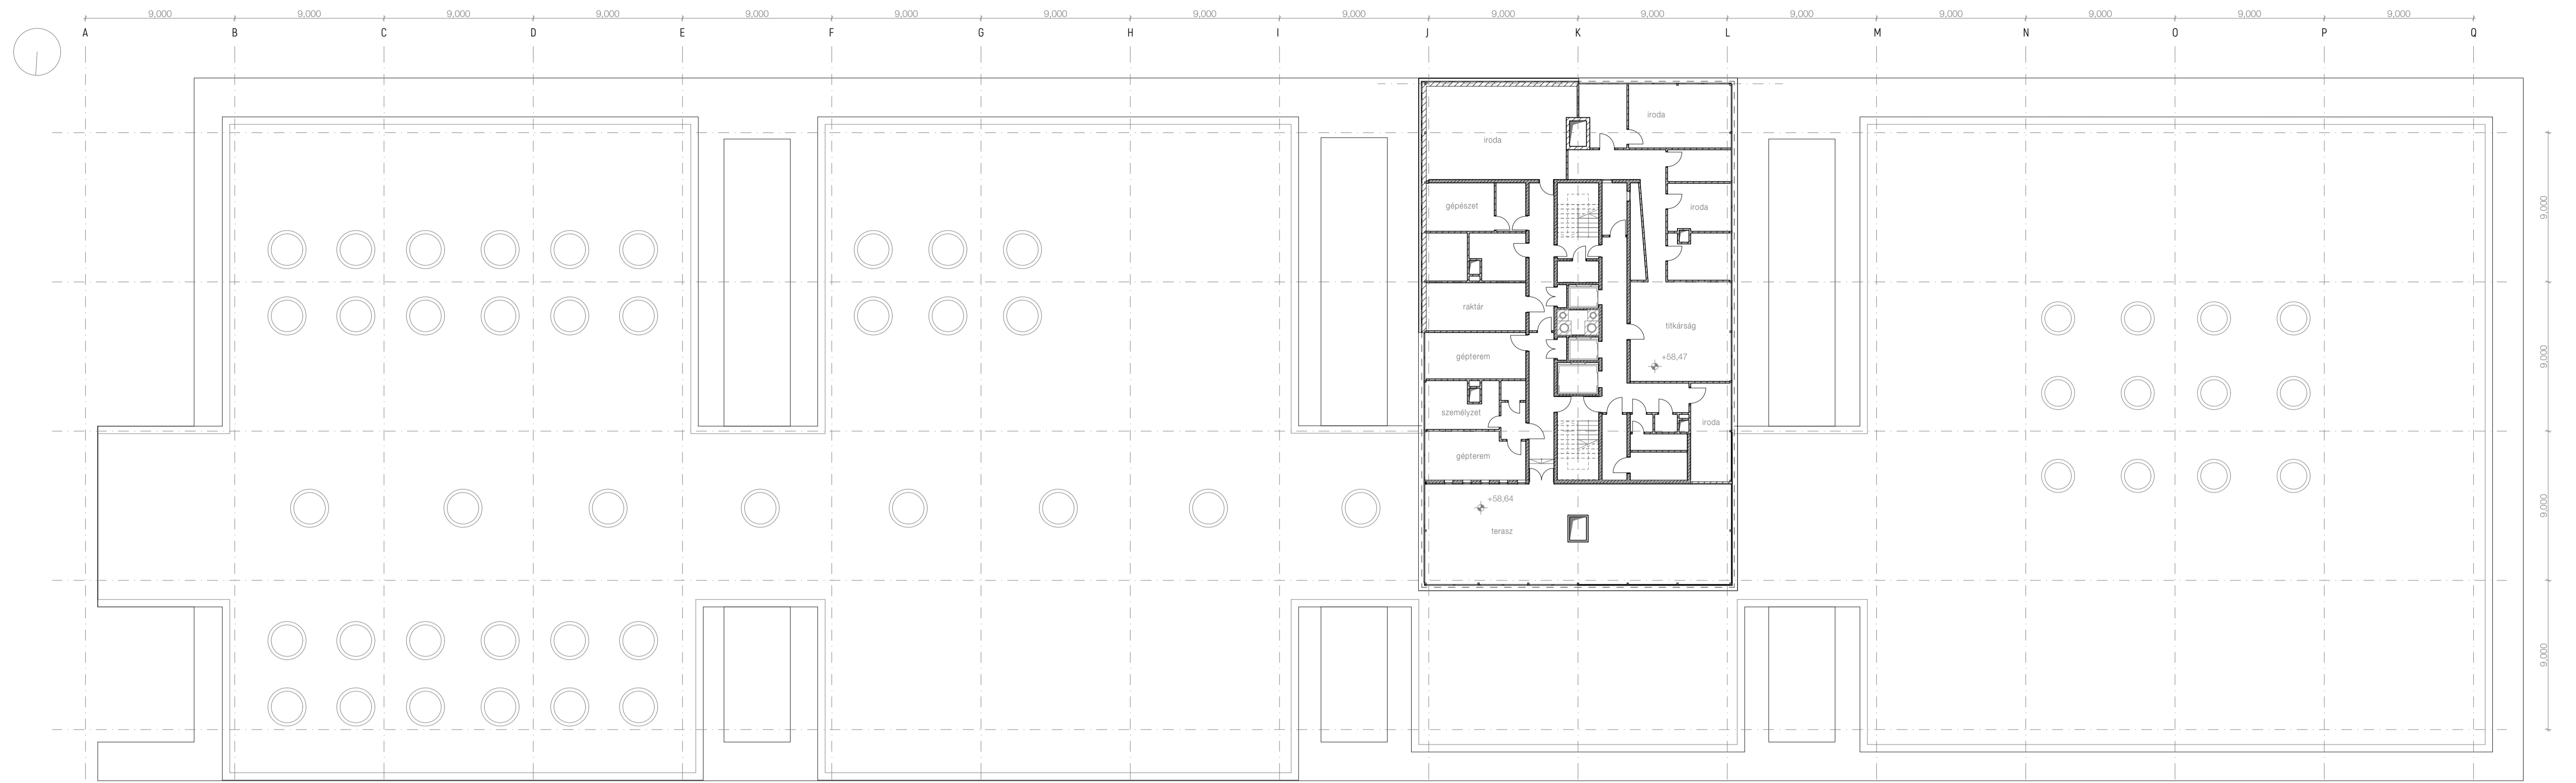 9,000 9,000 9,000 9,000 9,000 9,000 9,000 9,000 9,000 9,000 9,000 9,000 9,000 9,000 9,000 9,000
A B C D E F G H I J K L M N O P Q
iroda
iroda
gépészet
iroda
9,000
raktár
titkárság
gépterem
+58,47
9,000
személyzet
iroda
gépterem
+58,64
9,000
terasz
9,000